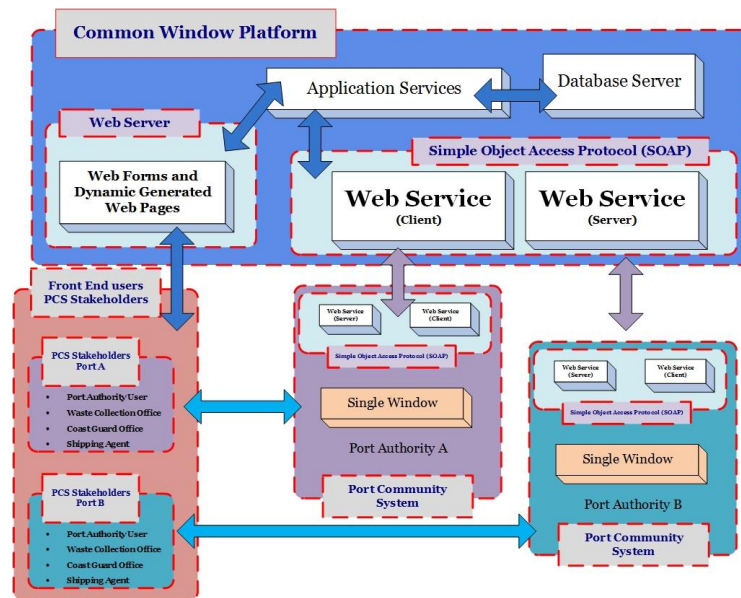 Common Window Platform
Application Services
Database Server
Web Server
Simple Object Access Protocol (SOAP)
Web Forms and
Dynamic Generated
Web Pages
Web Service
(Client)
Web Service
(Server)
Front End users
PCS Stakeholders
PCS Stakeholders
Port A
• Port Authority User
• Waste Collection Office
• Coast Guard Office
• Shipping Agent
PCS Stakeholders
Port B
• Port Authority User
• Waste Collection Office
• Coast Guard Office
• Shipping Agent
Web Service
(Server)
Web Service
(Client)
Simple Object Access Protocol (SOAP)
Single Window
Port Authority A
Port Community
System
Web Service
(Server)
Web Service
(Client)
Simple Object Access Protocol (SOAP)
Single Window
Port Authority B
Port Community
System